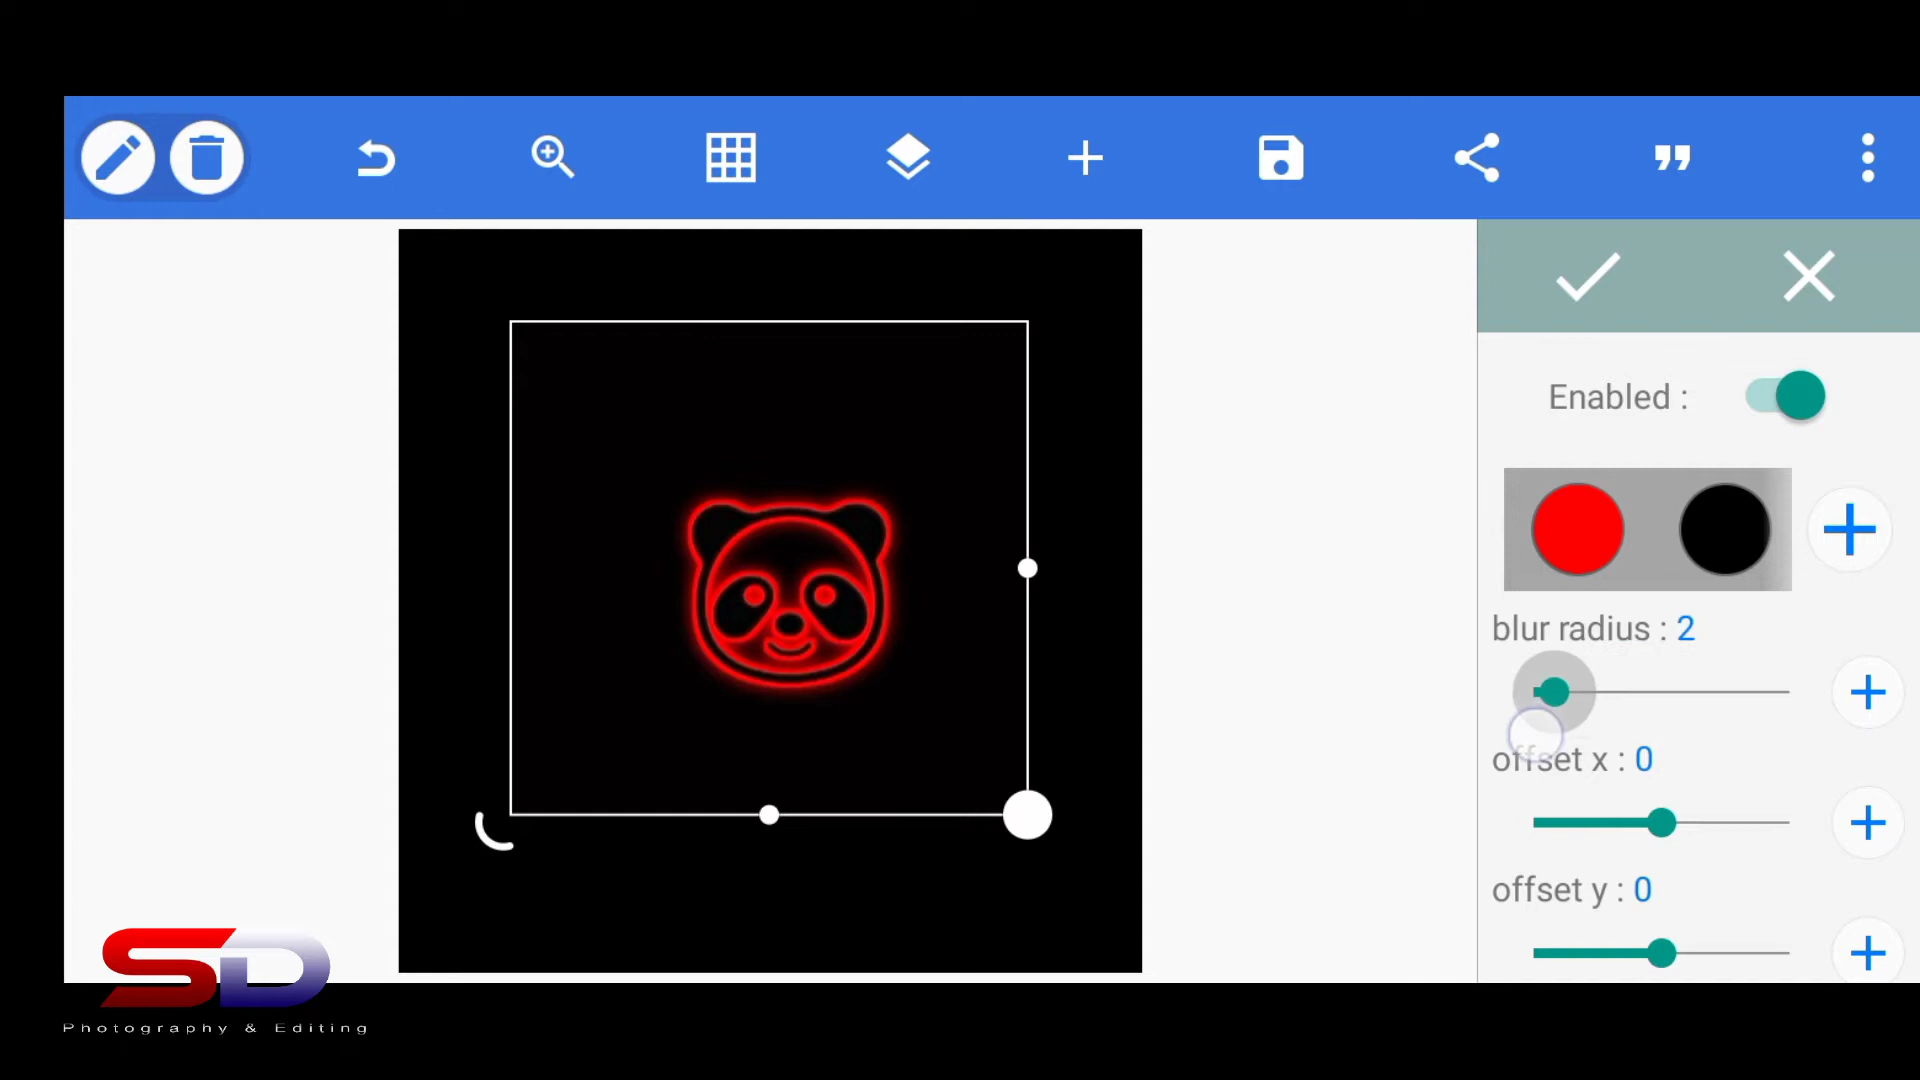 Enabled :
blur radius : 2
offset x : 0
offset y : 0
SD
Photography & Editing